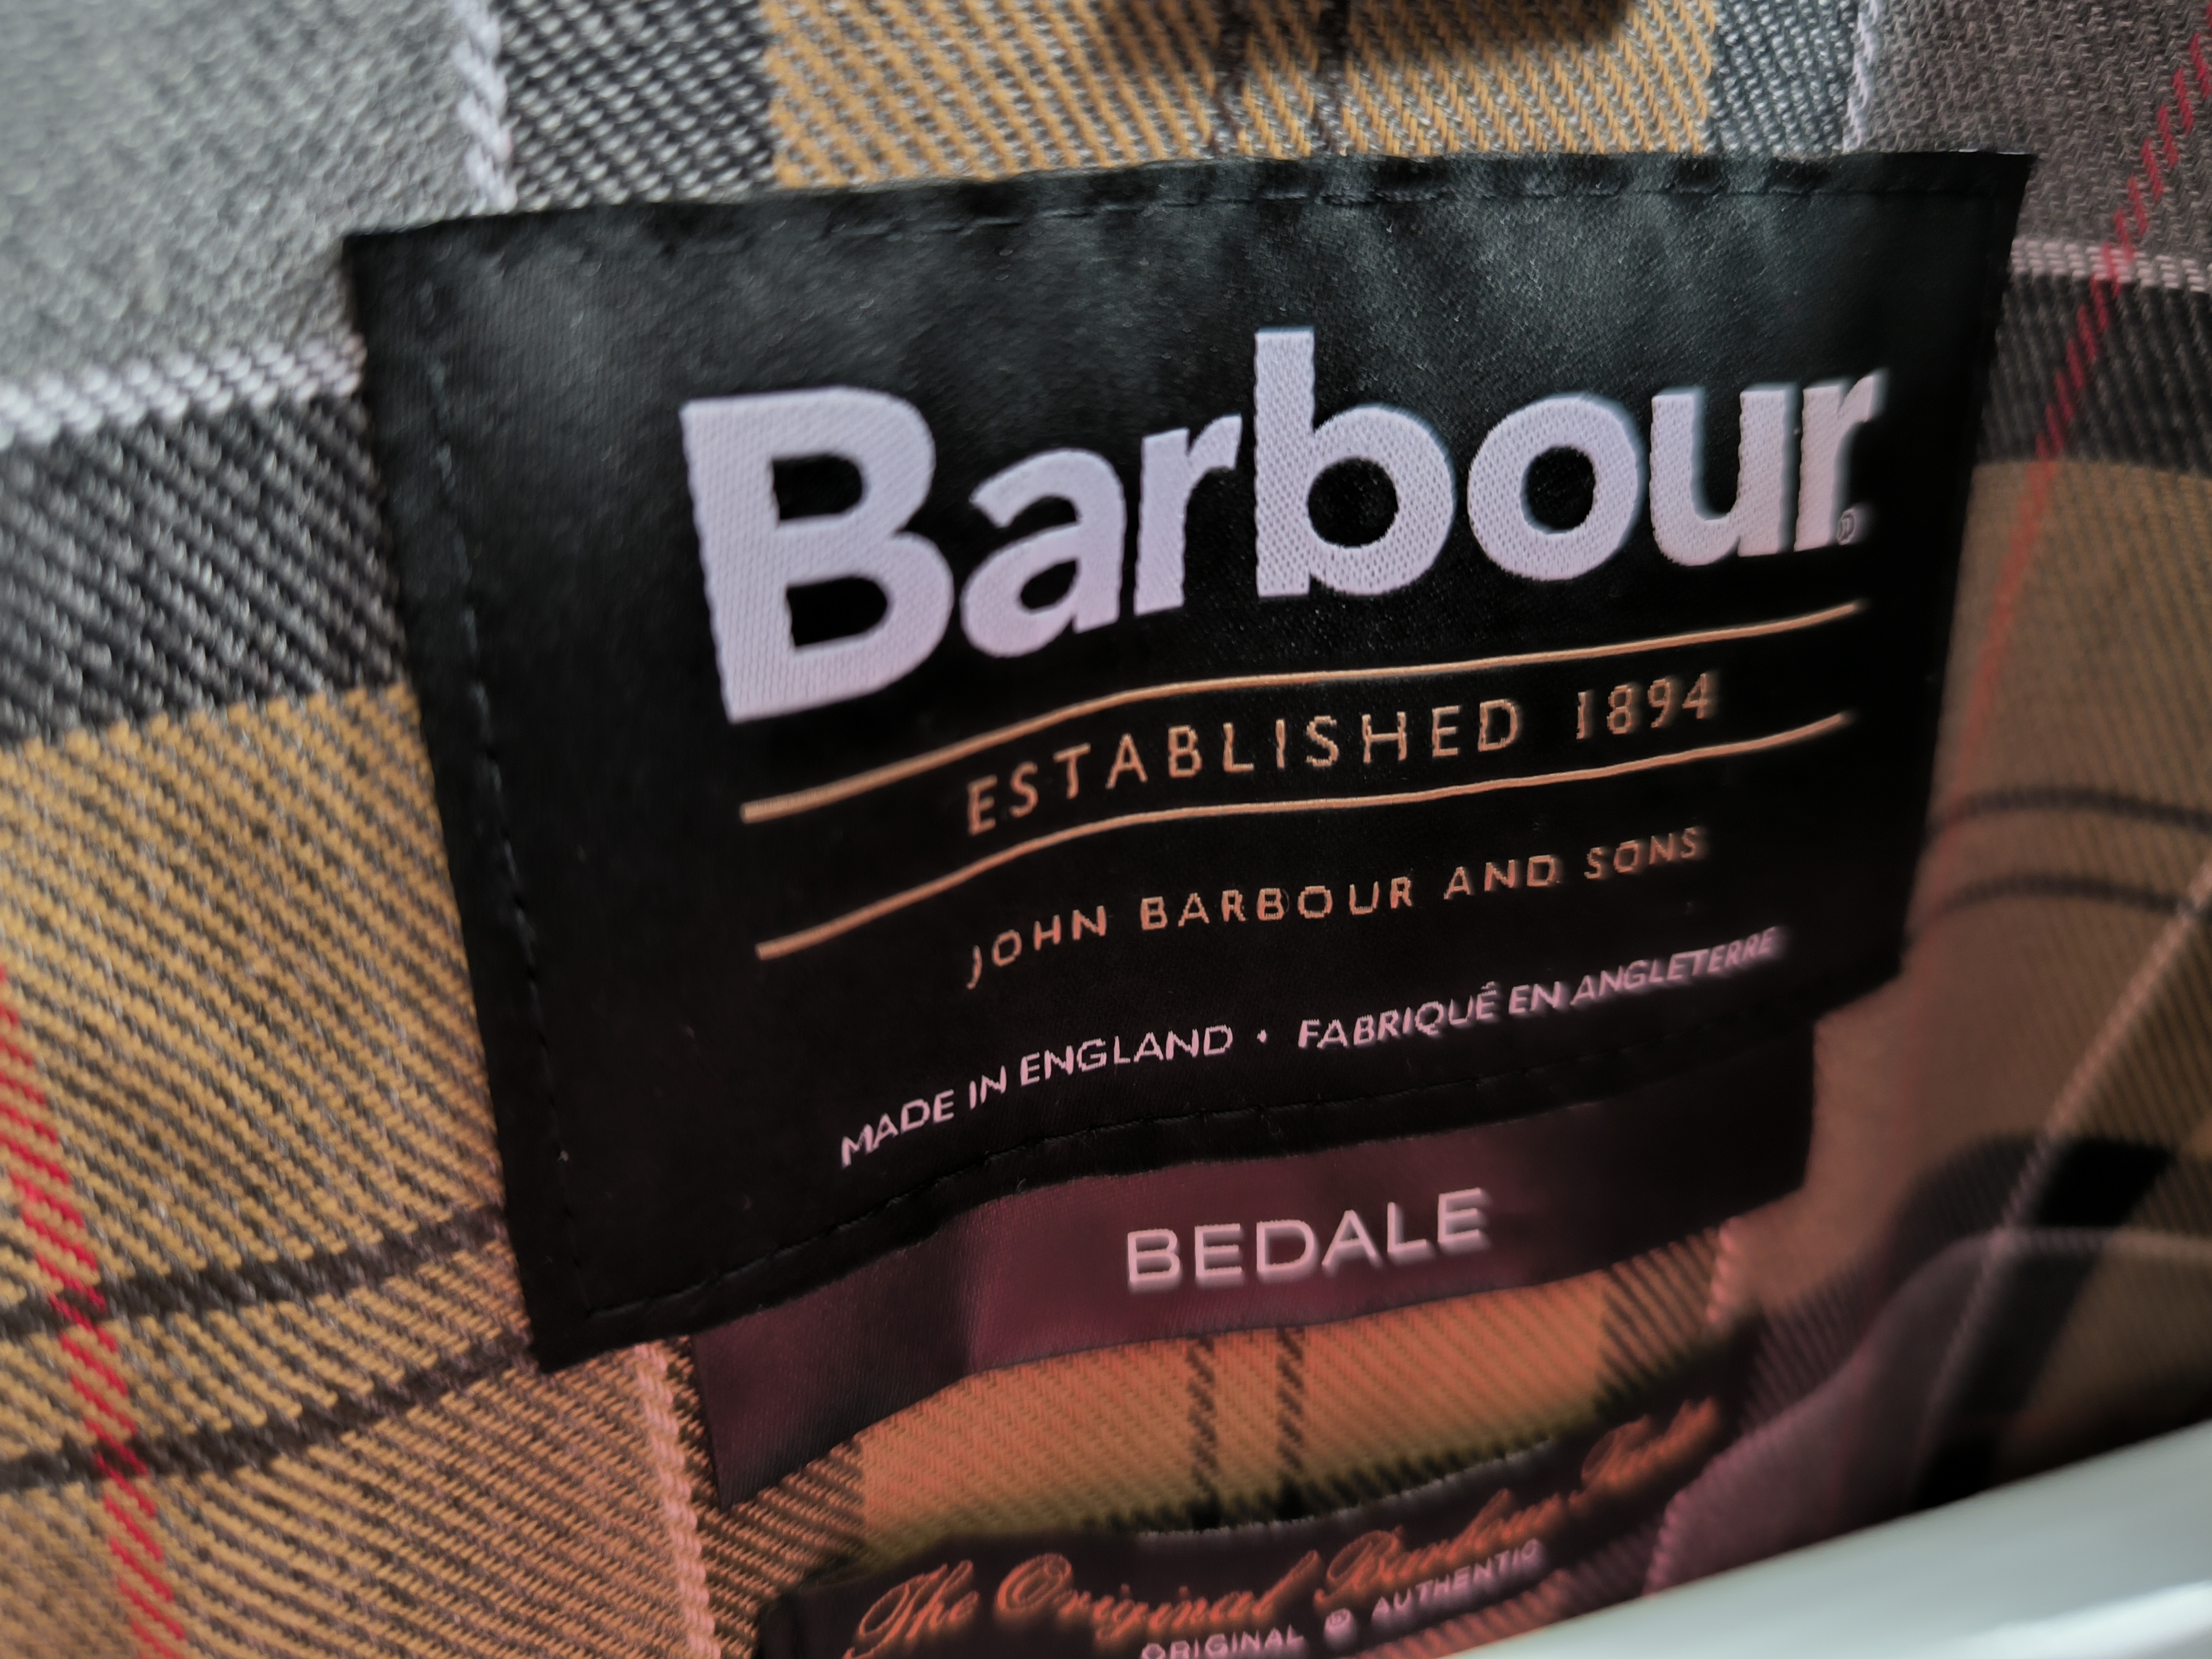 Barbour®
ESTABLISHED 1894
JOHN BARBOUR AND SONS
MADE IN ENGLAND • FABRIQUÉ EN ANGLETERRE
BEDALE
The Original Barbour
ORIGINAL ® AUTHENTIC